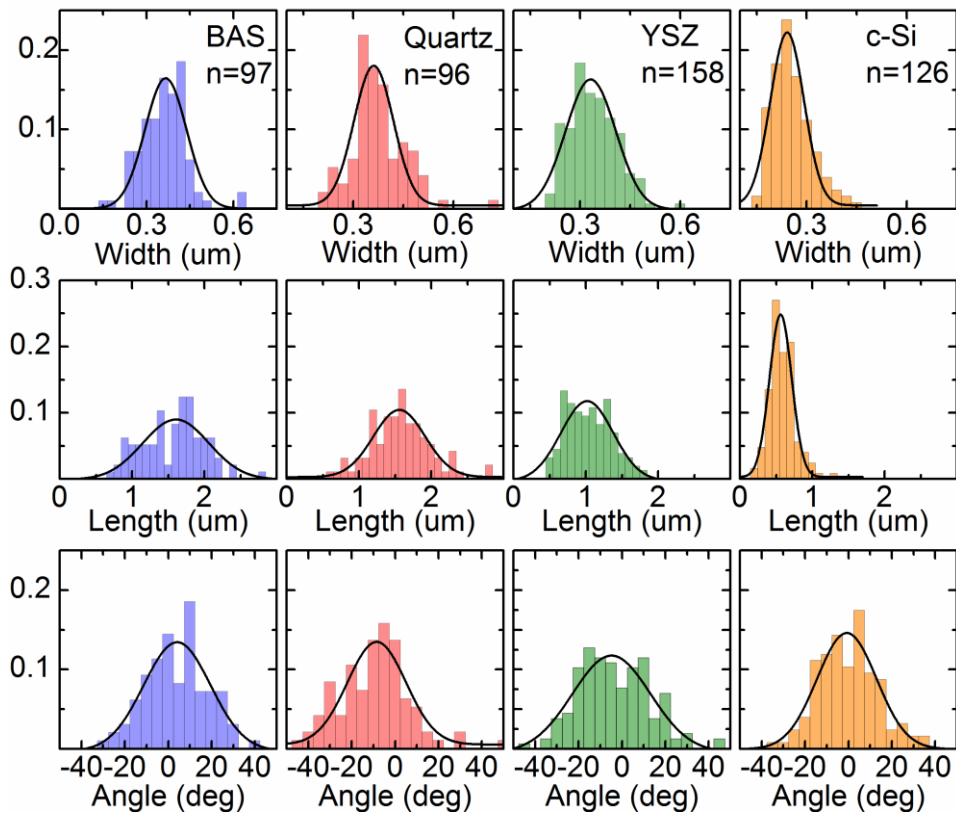 0.2
0.1
BAS
n=97
Quartz
n=96
YSZ
n=158
c-Si
n=126
0.0 0.3 0.6 0.3 0.6 0.3 0.6 0.3 0.6
Width (um) Width (um) Width (um) Width (um)
0.3
0.2
0.1
0 1 2 0 1 2 0 1 2 0 1 2
Length (um) Length (um) Length (um) Length (um)
0.2
0.1
-40-20 0 20 40 -40-20 0 20 40 -40-20 0 20 40 -40-20 0 20 40
Angle (deg) Angle (deg) Angle (deg) Angle (deg)